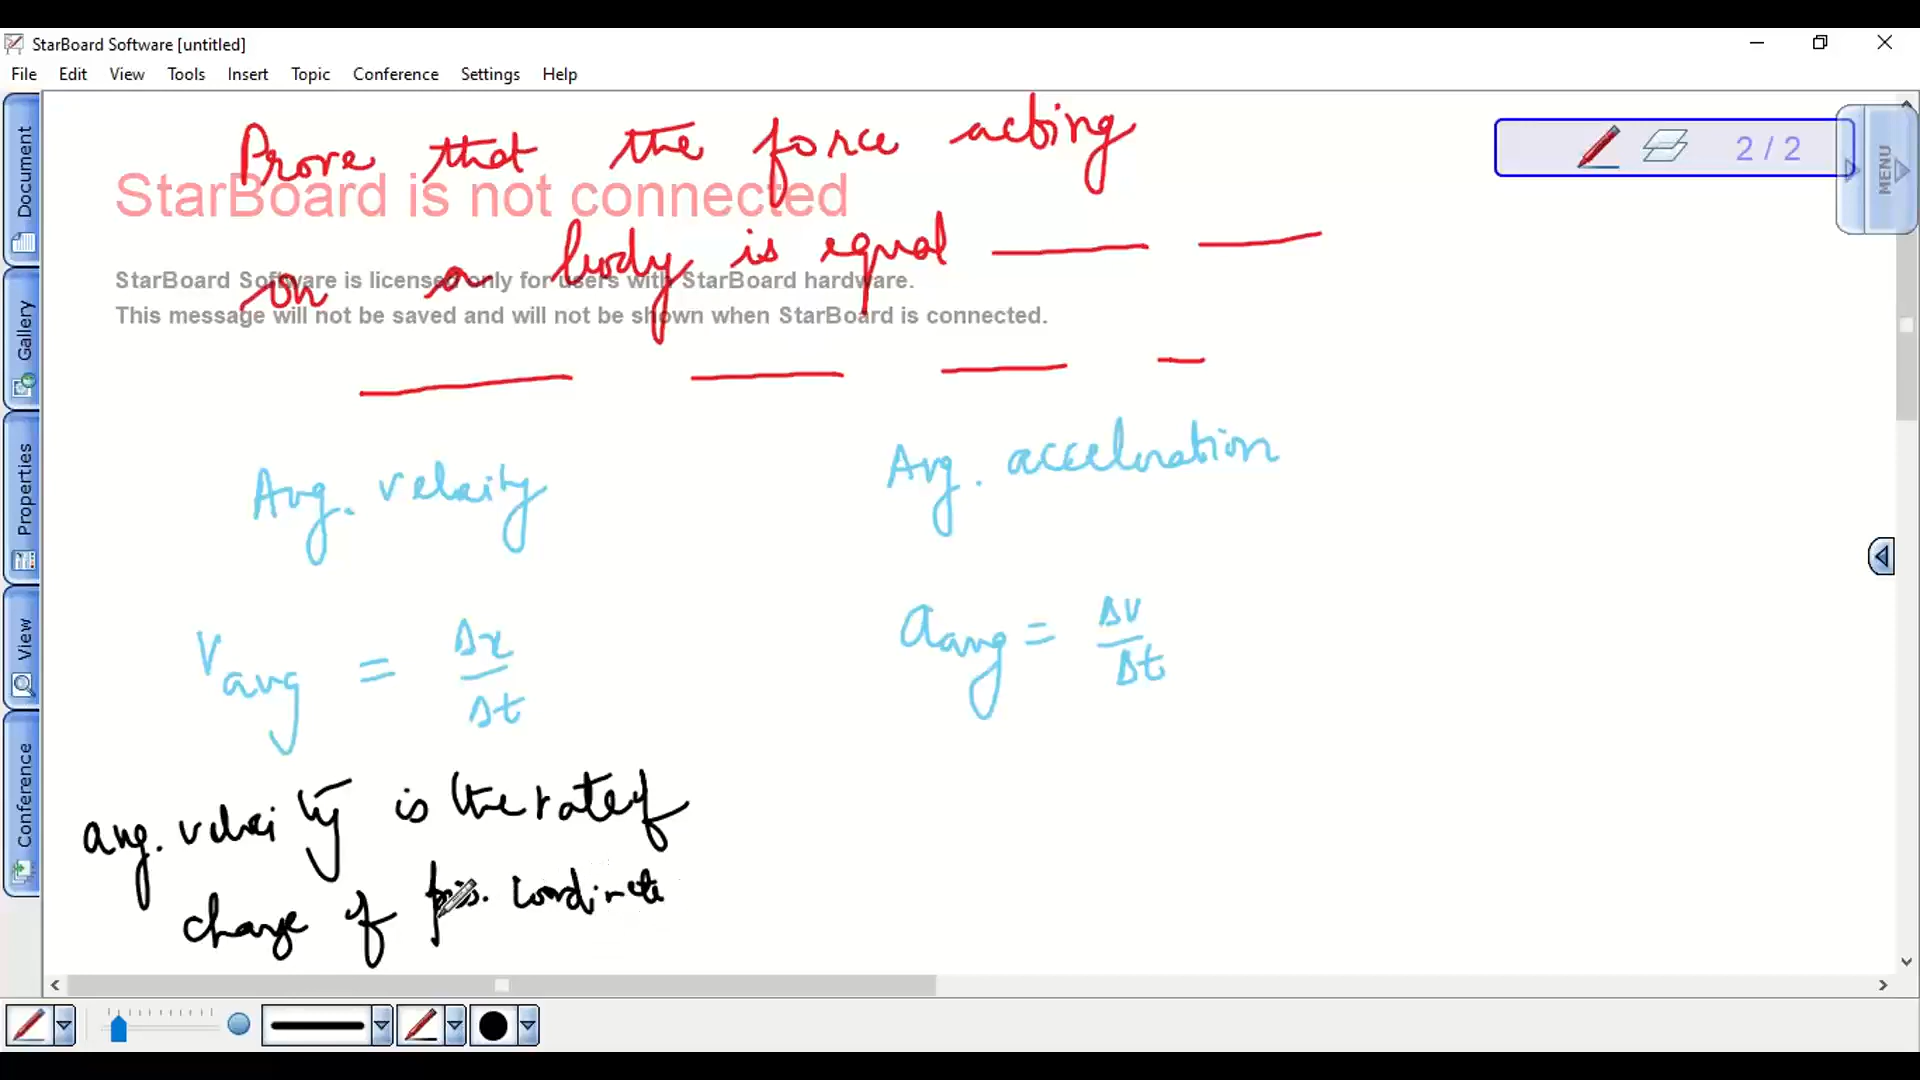 StarBoard Software [untitled]
File Edit View Tools Insert Topic Conference Settings Help
Document
Gallery
Properties
View
Conference
2 / 2
MENU
Prove that the force acting
StarBoard is not connected
on a body is equal
StarBoard Software is licensed only for users with StarBoard hardware.
This message will not be saved and will not be shown when StarBoard is connected.
Avg. velocity
Avg. acceleration
Vavg = Δx/Δt
aavg = Δv/Δt
avg. velocity is the rate of
change of pos. coordinate